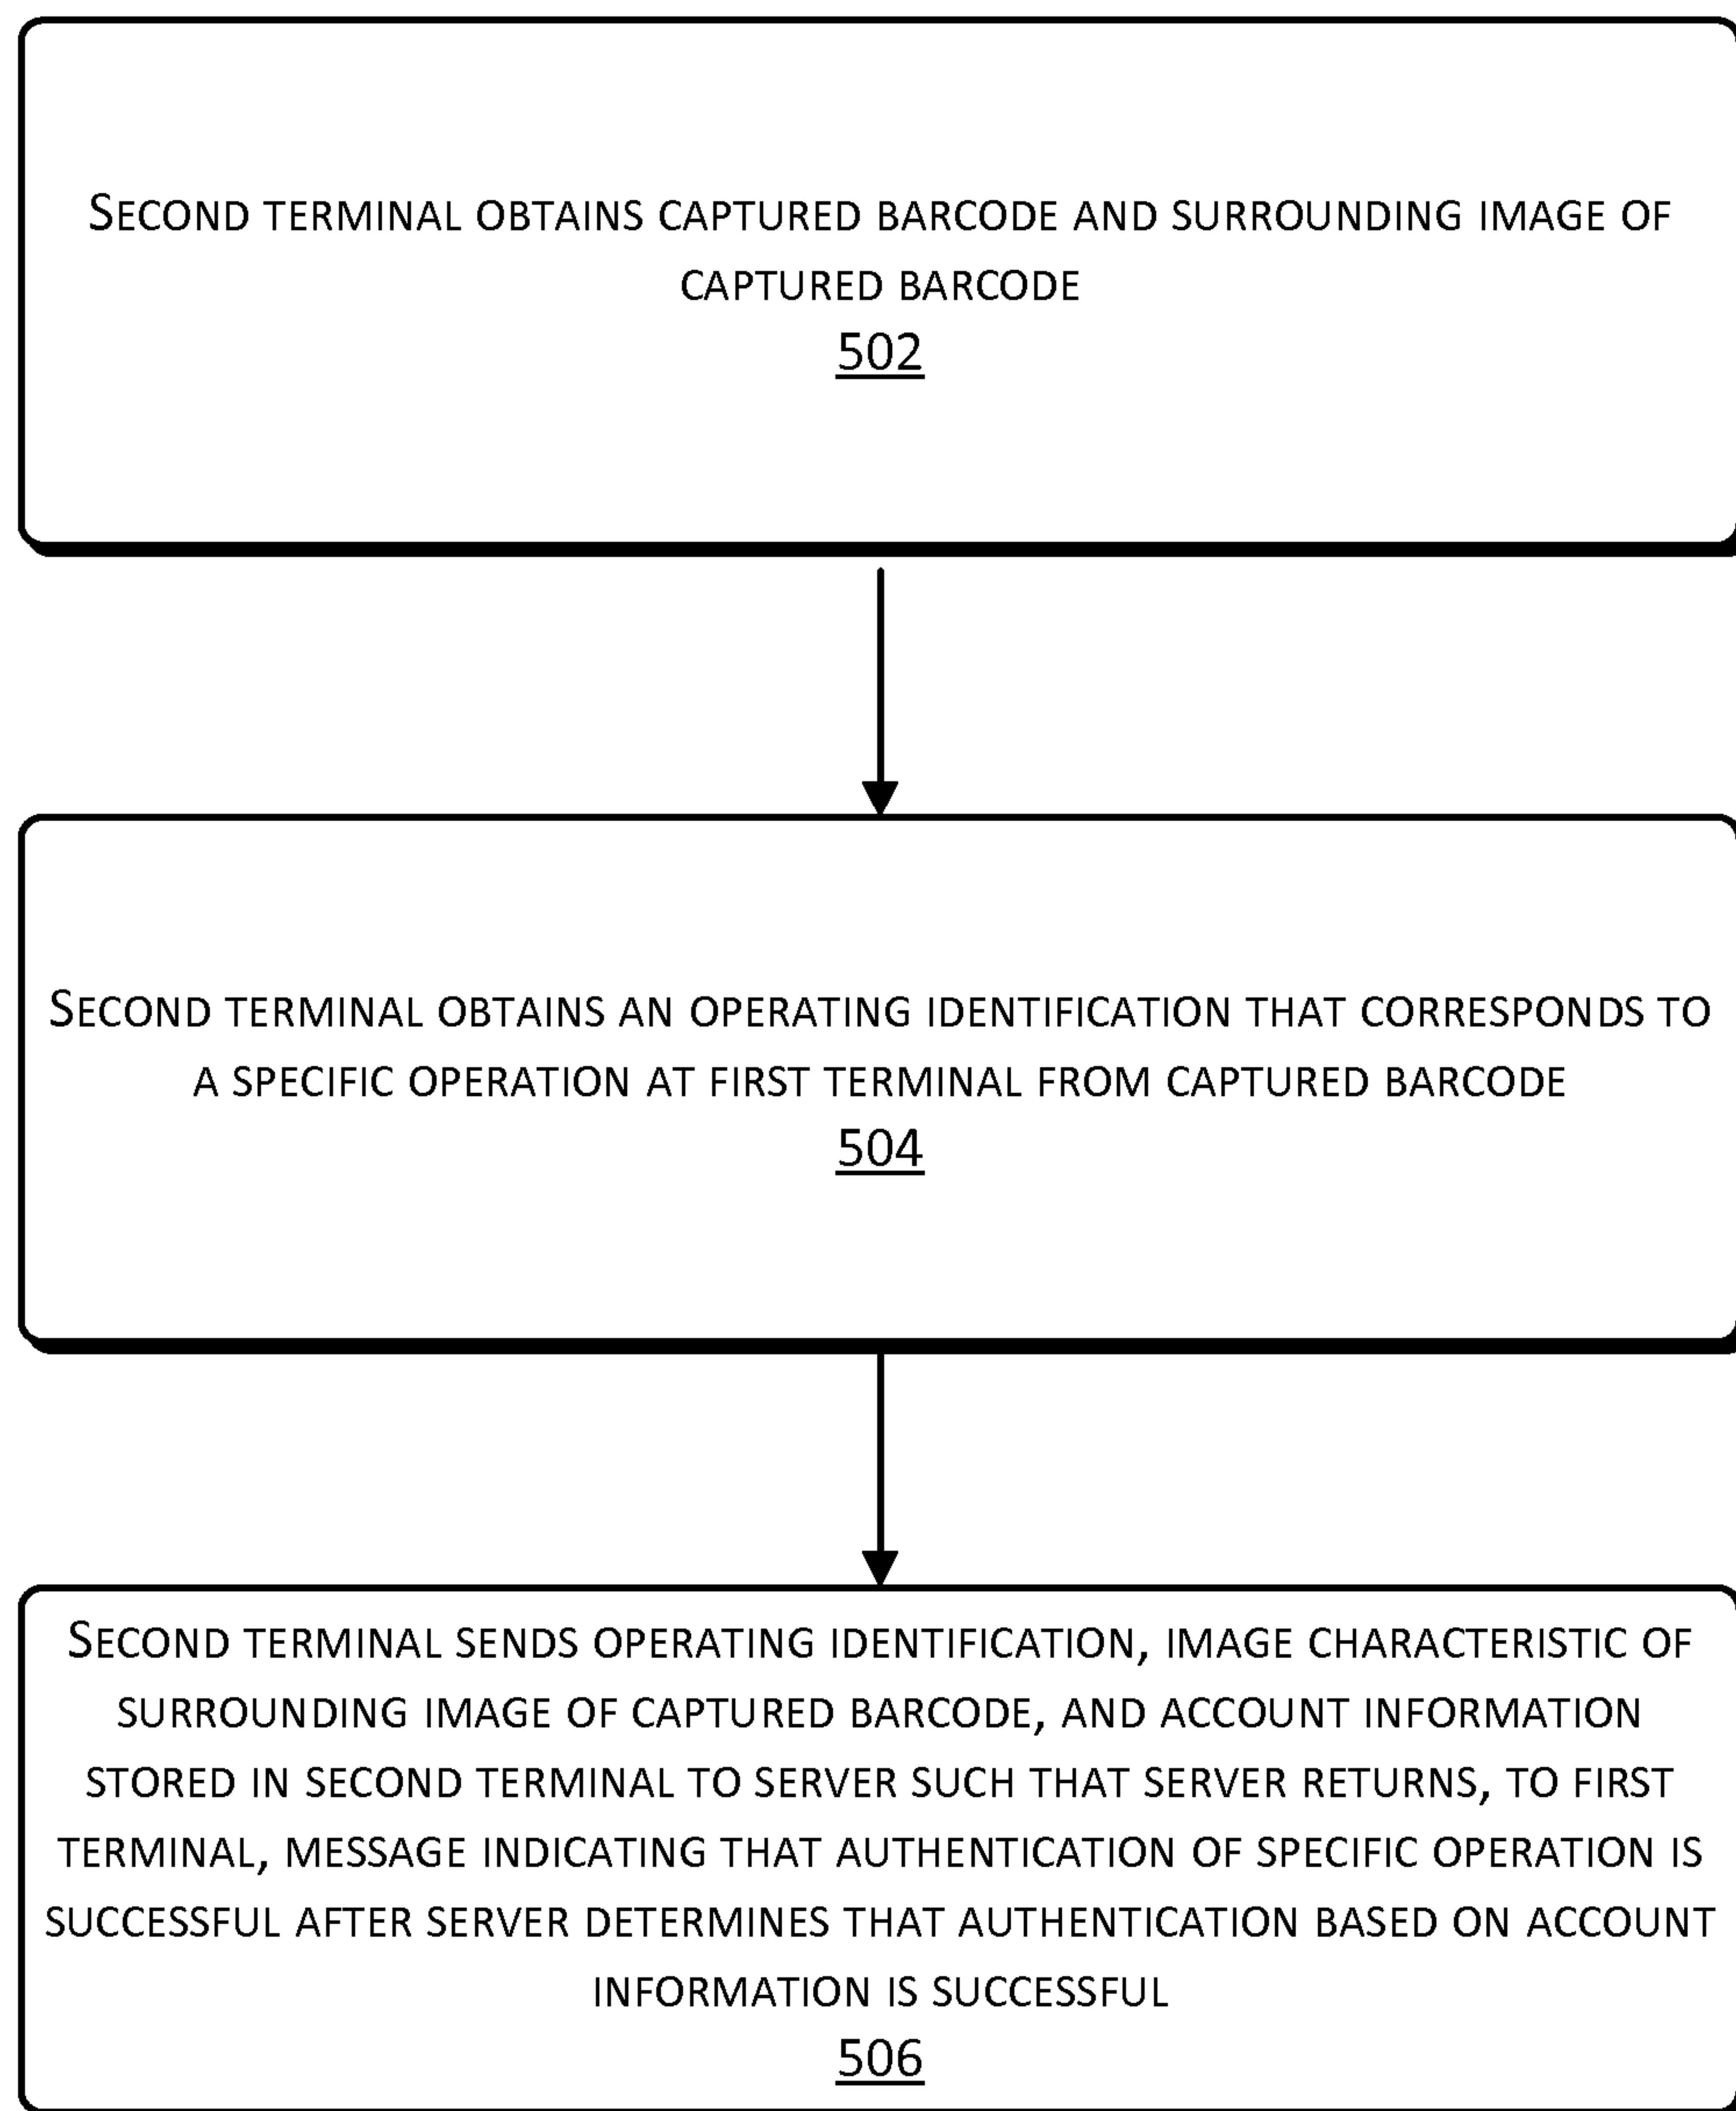 SECOND TERMINAL OBTAINS CAPTURED BARCODE AND SURROUNDING IMAGE OF
CAPTURED BARCODE
502
SECOND TERMINAL OBTAINS AN OPERATING IDENTIFICATION THAT CORRESPONDS TO
A SPECIFIC OPERATION AT FIRST TERMINAL FROM CAPTURED BARCODE
504
SECOND TERMINAL SENDS OPERATING IDENTIFICATION, IMAGE CHARACTERISTIC OF
SURROUNDING IMAGE OF CAPTURED BARCODE, AND ACCOUNT INFORMATION
STORED IN SECOND TERMINAL TO SERVER SUCH THAT SERVER RETURNS, TO FIRST
TERMINAL, MESSAGE INDICATING THAT AUTHENTICATION OF SPECIFIC OPERATION IS
SUCCESSFUL AFTER SERVER DETERMINES THAT AUTHENTICATION BASED ON ACCOUNT
INFORMATION IS SUCCESSFUL
506